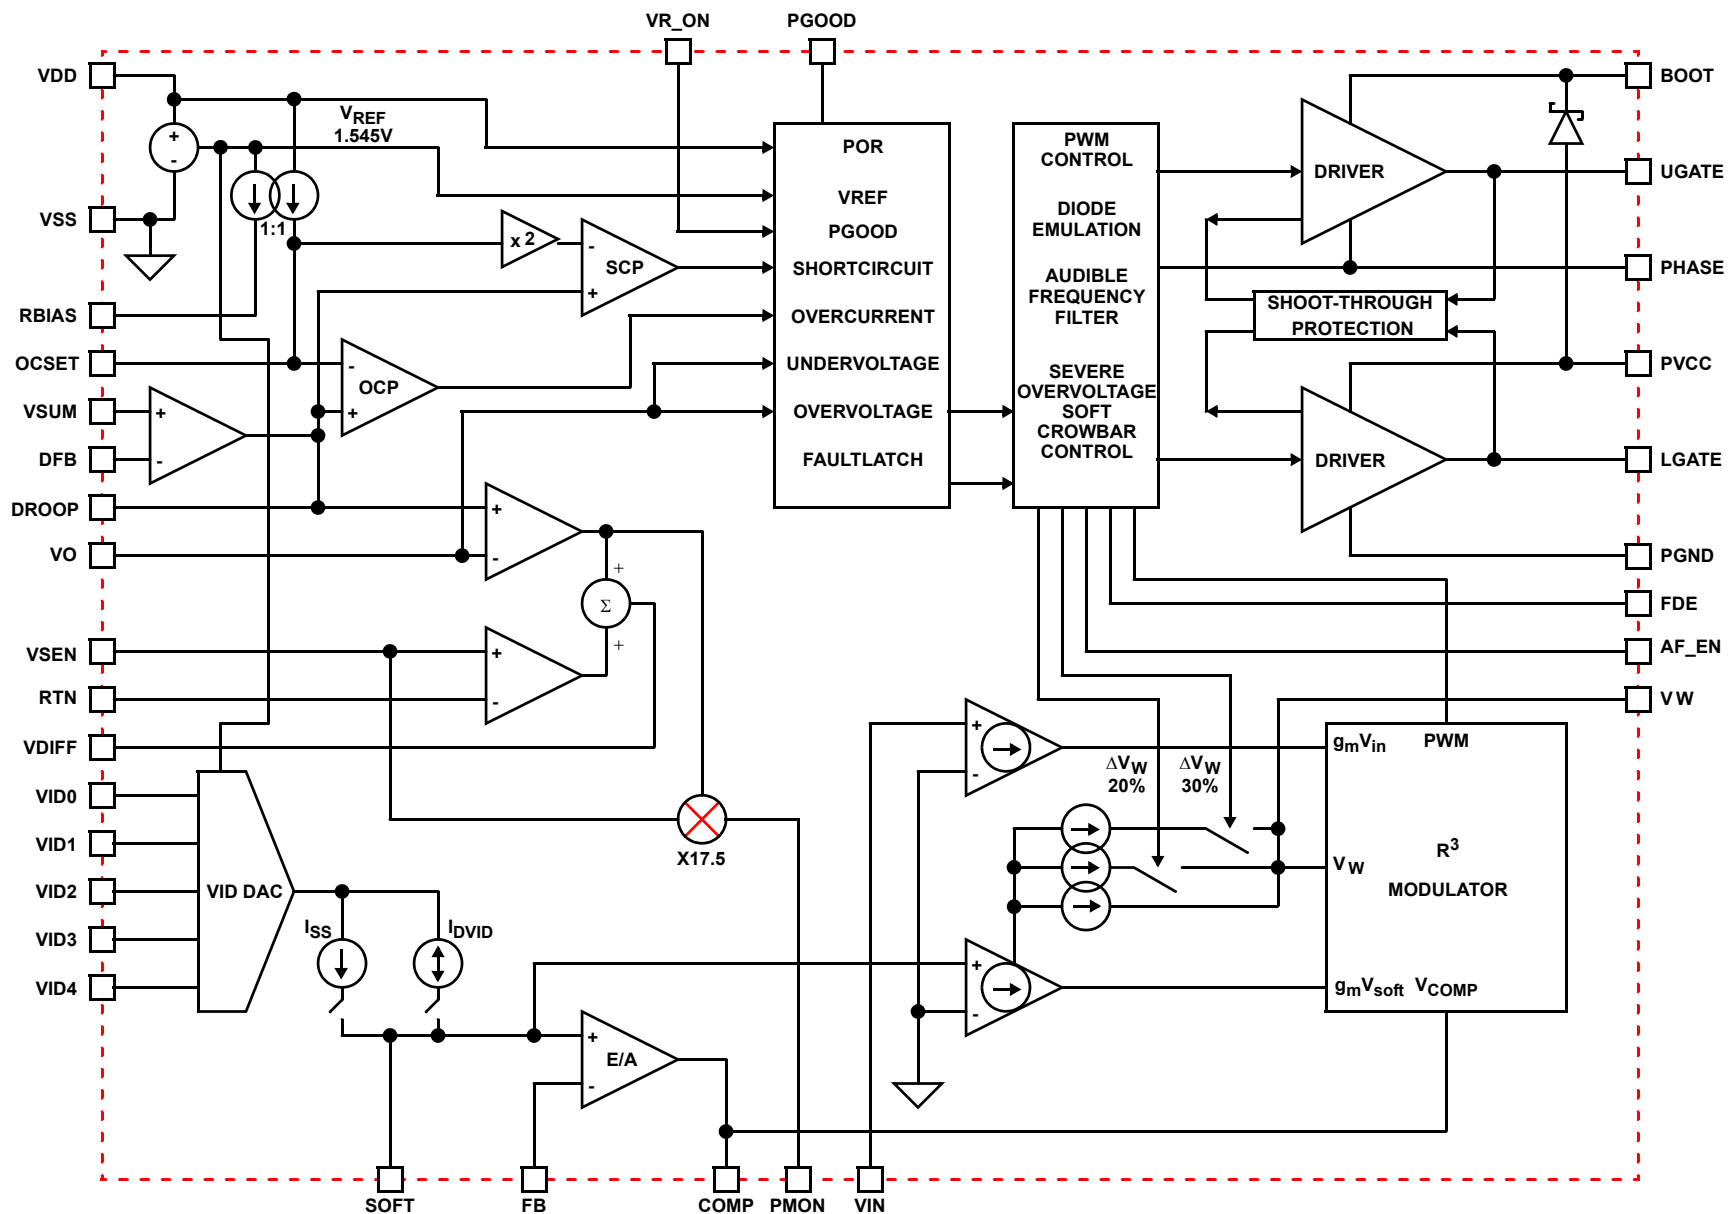 VR_ON
PGOOD
VDD
VSS
RBIAS
OCSET
VSUM
DFB
DROOP
VO
VSEN
RTN
VDIFF
VID0
VID1
VID2
VID3
VID4
+
-
VREF
1.545V
1:1
x 2
-
SCP
+
-
OCP
+
+
-
+
-
+
Σ
+
+
-
X17.5
VID DAC
ISS
IDVID
+
E/A
-
POR
VREF
PGOOD
SHORTCIRCUIT
OVERCURRENT
UNDERVOLTAGE
OVERVOLTAGE
FAULTLATCH
PWM
CONTROL
DIODE
EMULATION
AUDIBLE
FREQUENCY
FILTER
SEVERE
OVERVOLTAGE
SOFT
CROWBAR
CONTROL
DRIVER
SHOOT-THROUGH
PROTECTION
DRIVER
BOOT
UGATE
PHASE
PVCC
LGATE
PGND
FDE
AF_EN
VW
+
-
ΔVW
20%
ΔVW
30%
+
-
gmVin
PWM
VW
R3
MODULATOR
gmVsoft
VCOMP
SOFT
FB
COMP
PMON
VIN